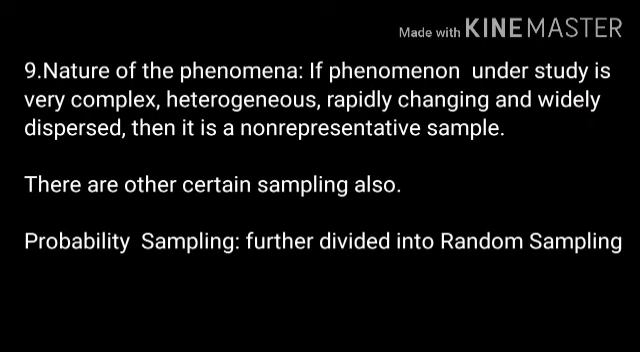 Made with KINEMASTER
9.Nature of the phenomena: If phenomenon under study is
very complex, heterogeneous, rapidly changing and widely
dispersed, then it is a nonrepresentative sample.
There are other certain sampling also.
Probability Sampling: further divided into Random Sampling